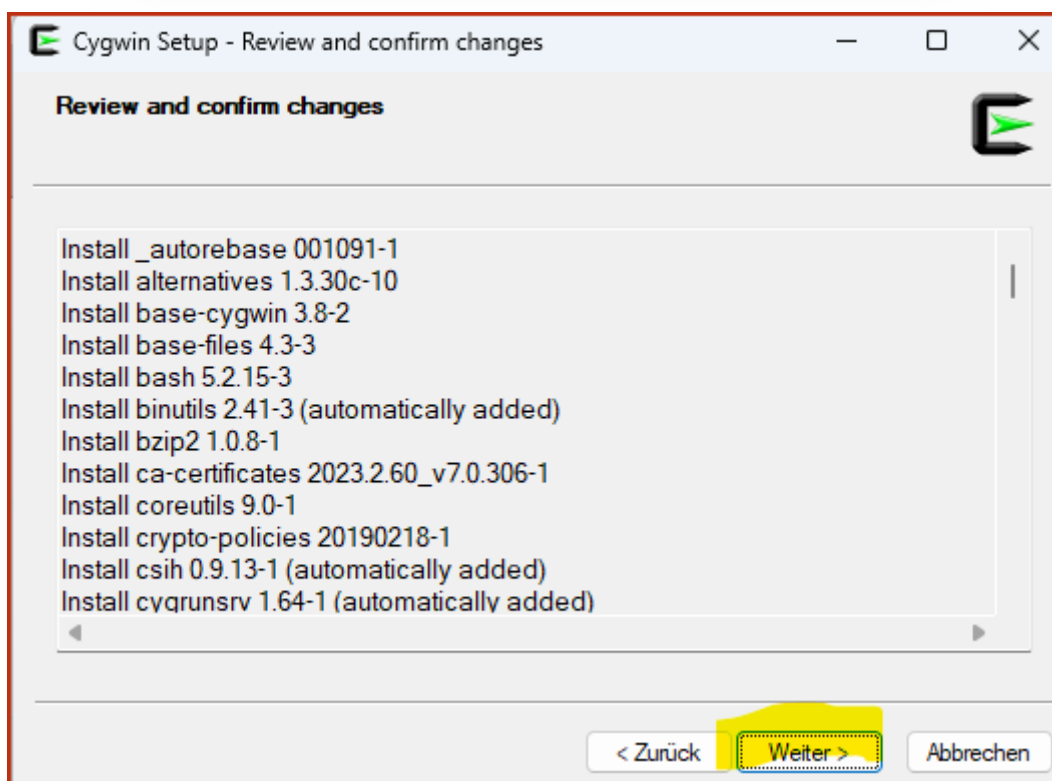 Cygwin Setup - Review and confirm changes
Review and confirm changes
Install _autorebase 001091-1
Install alternatives 1.3.30c-10
Install base-cygwin 3.8-2
Install base-files 4.3-3
Install bash 5.2.15-3
Install binutils 2.41-3 (automatically added)
Install bzip2 1.0.8-1
Install ca-certificates 2023.2.60_v7.0.306-1
Install coreutils 9.0-1
Install crypto-policies 20190218-1
Install csih 0.9.13-1 (automatically added)
Install cygrunsrv 1.64-1 (automatically added)
< Zurück Weiter > Abbrechen